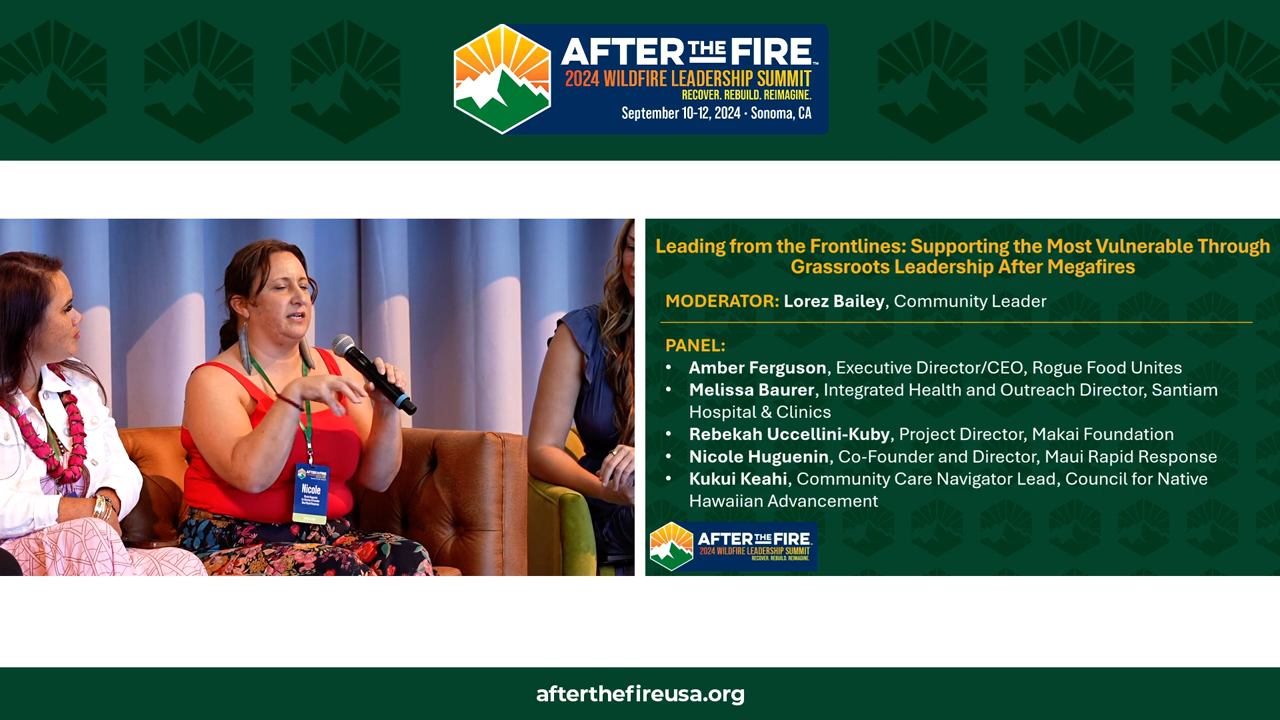 AFTER THE FIRE™
2024 WILDFIRE LEADERSHIP SUMMIT
RECOVER. REBUILD. REIMAGINE.
September 10-12, 2024 • Sonoma, CA
AFTER THE FIRE
Nicole
Leading from the Frontlines: Supporting the Most Vulnerable Through
Grassroots Leadership After Megafires
MODERATOR: Lorez Bailey, Community Leader
PANEL:
• Amber Ferguson, Executive Director/CEO, Rogue Food Unites
• Melissa Baurer, Integrated Health and Outreach Director, Santiam
Hospital & Clinics
• Rebekah Uccellini-Kuby, Project Director, Makai Foundation
• Nicole Huguenin, Co-Founder and Director, Maui Rapid Response
• Kukui Keahi, Community Care Navigator Lead, Council for Native
Hawaiian Advancement
AFTER THE FIRE
2024 WILDFIRE LEADERSHIP SUMMIT
RECOVER. REBUILD. REIMAGINE.
afterthefireusa.org